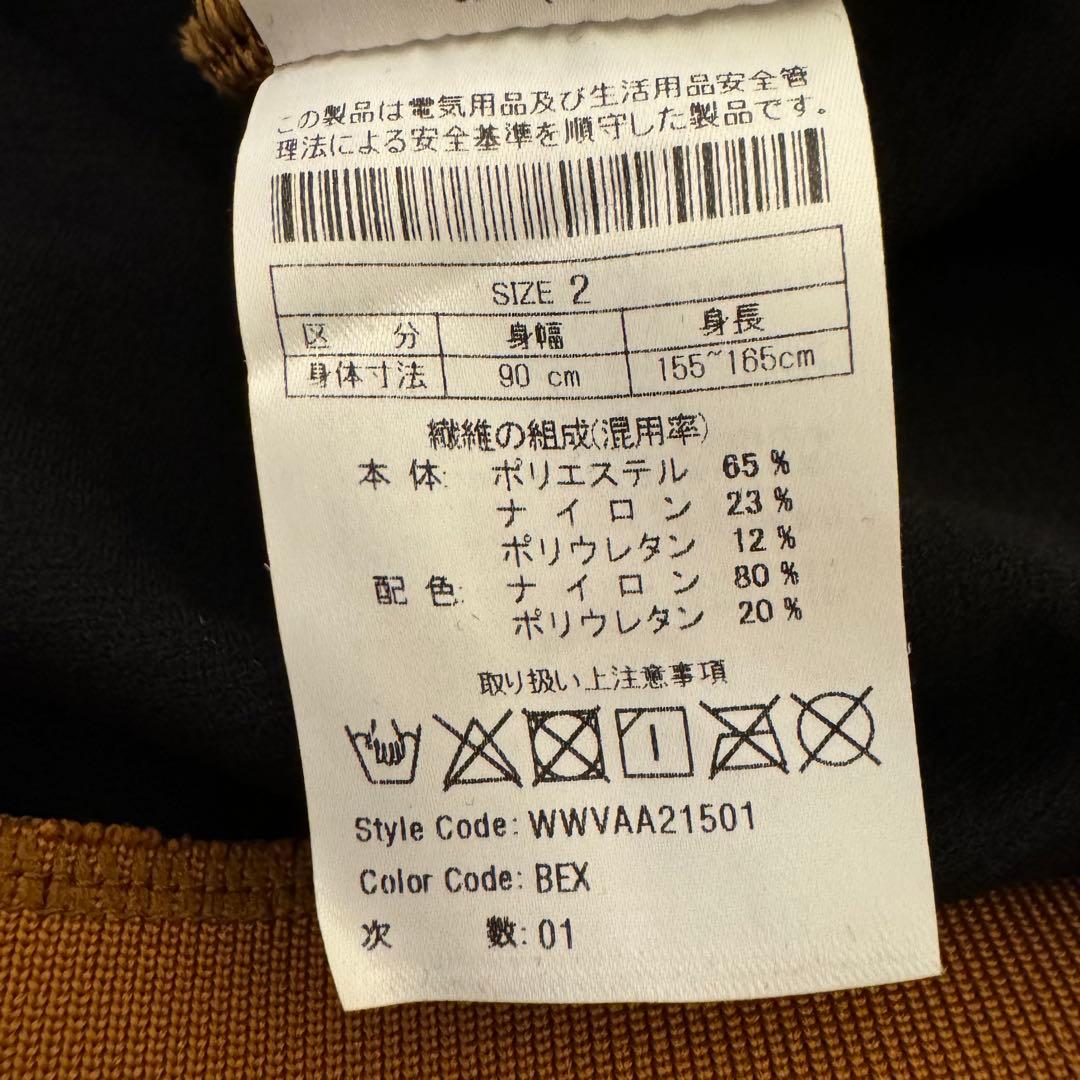 この製品は電気用品及び生活用品安全管
理法による安全基準を順守した製品です。
SIZE 2
区 分 身幅 身長
身体寸法 90 cm 155~165cm
繊維の組成(混用率)
本 体: ポリエステル 65 %
ナ イ ロ ン 23 %
ポリウレタン 12 %
配 色: ナ イ ロ ン 80 %
ポリウレタン 20 %
取り扱い上注意事項
Style Code: WWVAA21501
Color Code: BEX
次 数: 01